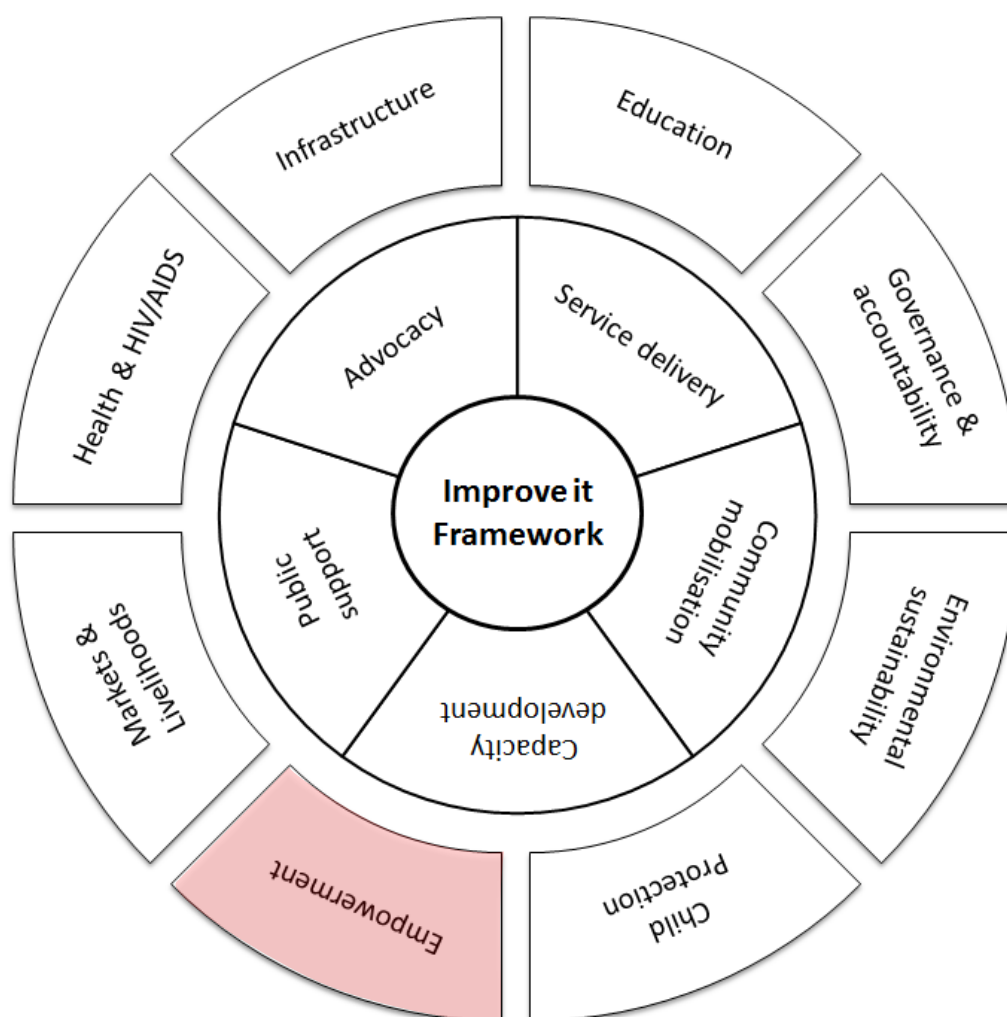 Infrastructure
Education
Governance &
accountability
Environmental
sustainability
Child
Protection
Empowerment
Markets &
Livelihoods
Health & HIV/AIDS
Advocacy
Service delivery
Community
mobilisation
Capacity
development
Public
support
Improve it
Framework